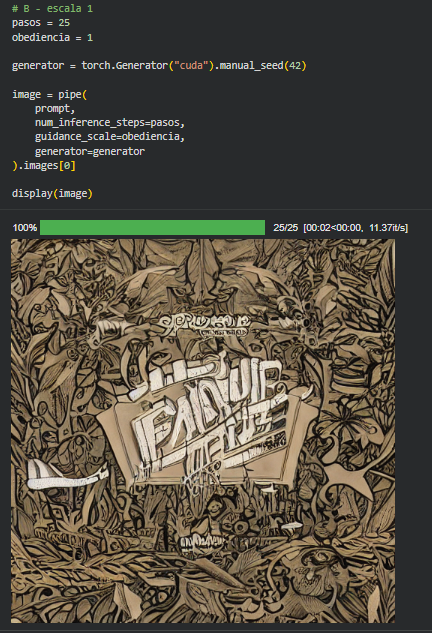 # B - escala 1
pasos = 25
obediencia = 1
generator = torch.Generator("cuda").manual_seed(42)
image = pipe(
    prompt,
    num_inference_steps=pasos,
    guidance_scale=obediencia,
    generator=generator
).images[0]
display(image)
100% 25/25 [00:02<00:00, 11.37it/s]